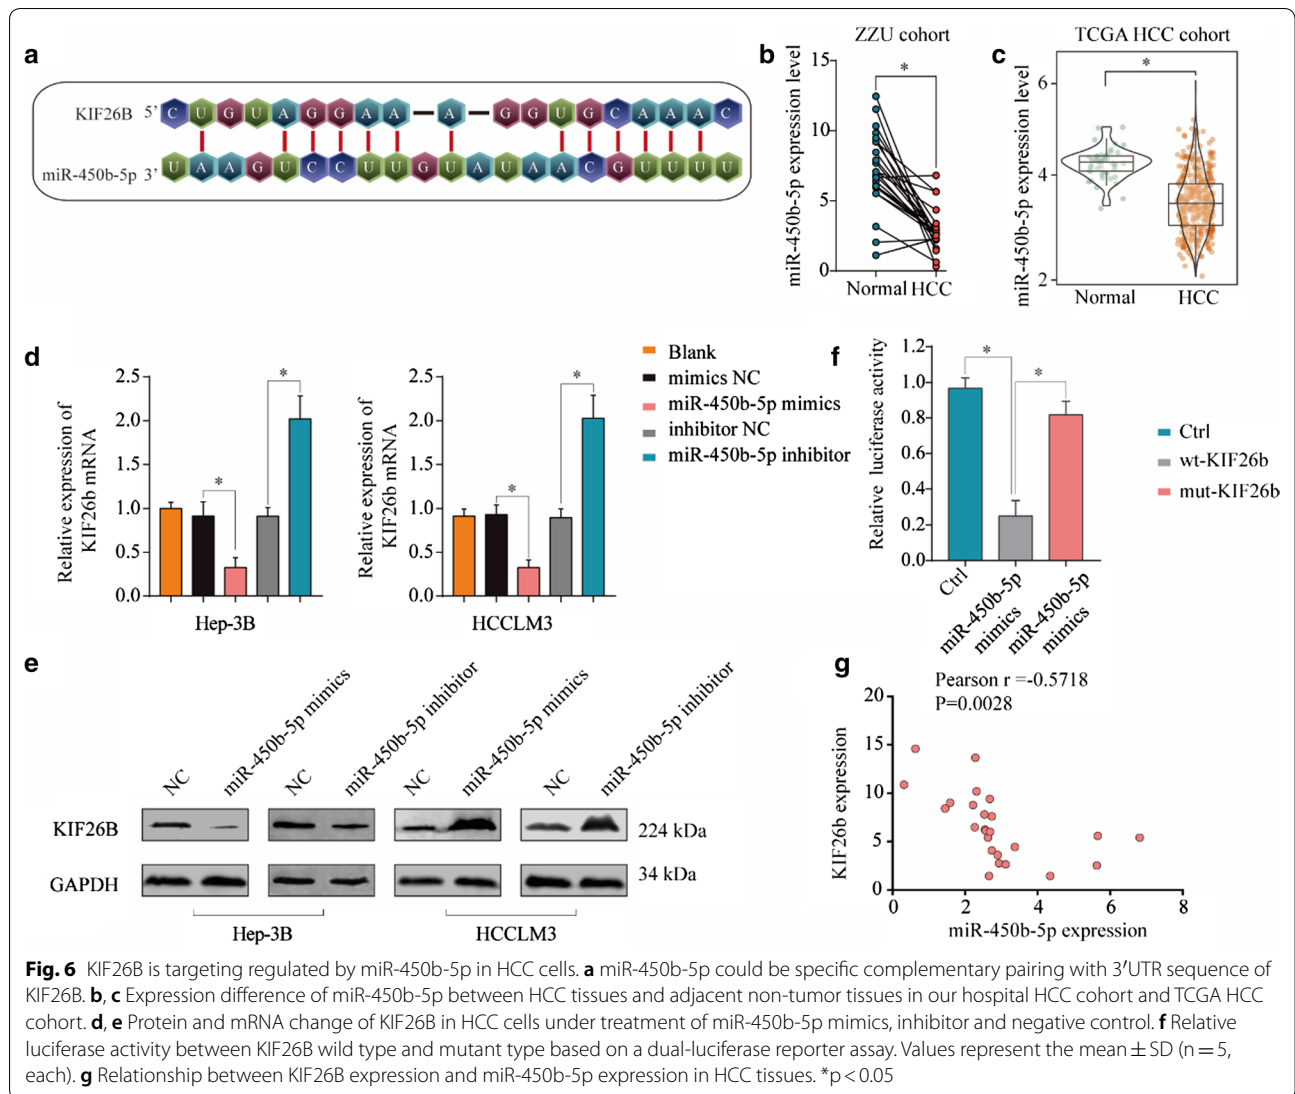 a
KIF26B 5’ C U G U A G G A A A G G U G C A A A C
miR-450b-5p 3’ U A A G U C C U U G U A U A A C G U U U U
b
ZZU cohort
miR-450b-5p expression level
15
10
5
0
*
Normal HCC
c
TCGA HCC cohort
miR-450b-5p expression level
6
4
2
*
Normal HCC
d
Relative expression of
KIF26B mRNA
2.5
2.0
1.5
1.0
0.5
0.0
*
*
Hep-3B
Relative expression of
KIF26B mRNA
2.5
2.0
1.5
1.0
0.5
0.0
*
*
HCCLM3
Blank
mimics NC
miR-450b-5p mimics
inhibitor NC
miR-450b-5p inhibitor
f
Relative luciferase activity
1.2
1.0
0.8
0.6
0.4
0.2
0.0
*
*
Ctrl
miR-450b-5p
mimics
miR-450b-5p
mimics
Ctrl
wt-KIF26b
mut-KIF26b
e
NC
miR-450b-5p mimics
NC
miR-450b-5p inhibitor
NC
miR-450b-5p mimics
NC
miR-450b-5p inhibitor
KIF26B
224 kDa
GAPDH
34 kDa
Hep-3B
HCCLM3
g
Pearson r =-0.5718
P=0.0028
KIF26b expression
20
15
10
5
0
0 2 4 6 8
miR-450b-5p expression
Fig. 6 KIF26B is targeting regulated by miR-450b-5p in HCC cells. a miR-450b-5p could be specific complementary pairing with 3′UTR sequence of
KIF26B. b, c Expression difference of miR-450b-5p between HCC tissues and adjacent non-tumor tissues in our hospital HCC cohort and TCGA HCC
cohort. d, e Protein and mRNA change of KIF26B in HCC cells under treatment of miR-450b-5p mimics, inhibitor and negative control. f Relative
luciferase activity between KIF26B wild type and mutant type based on a dual-luciferase reporter assay. Values represent the mean ± SD (n = 5,
each). g Relationship between KIF26B expression and miR-450b-5p expression in HCC tissues. *p < 0.05